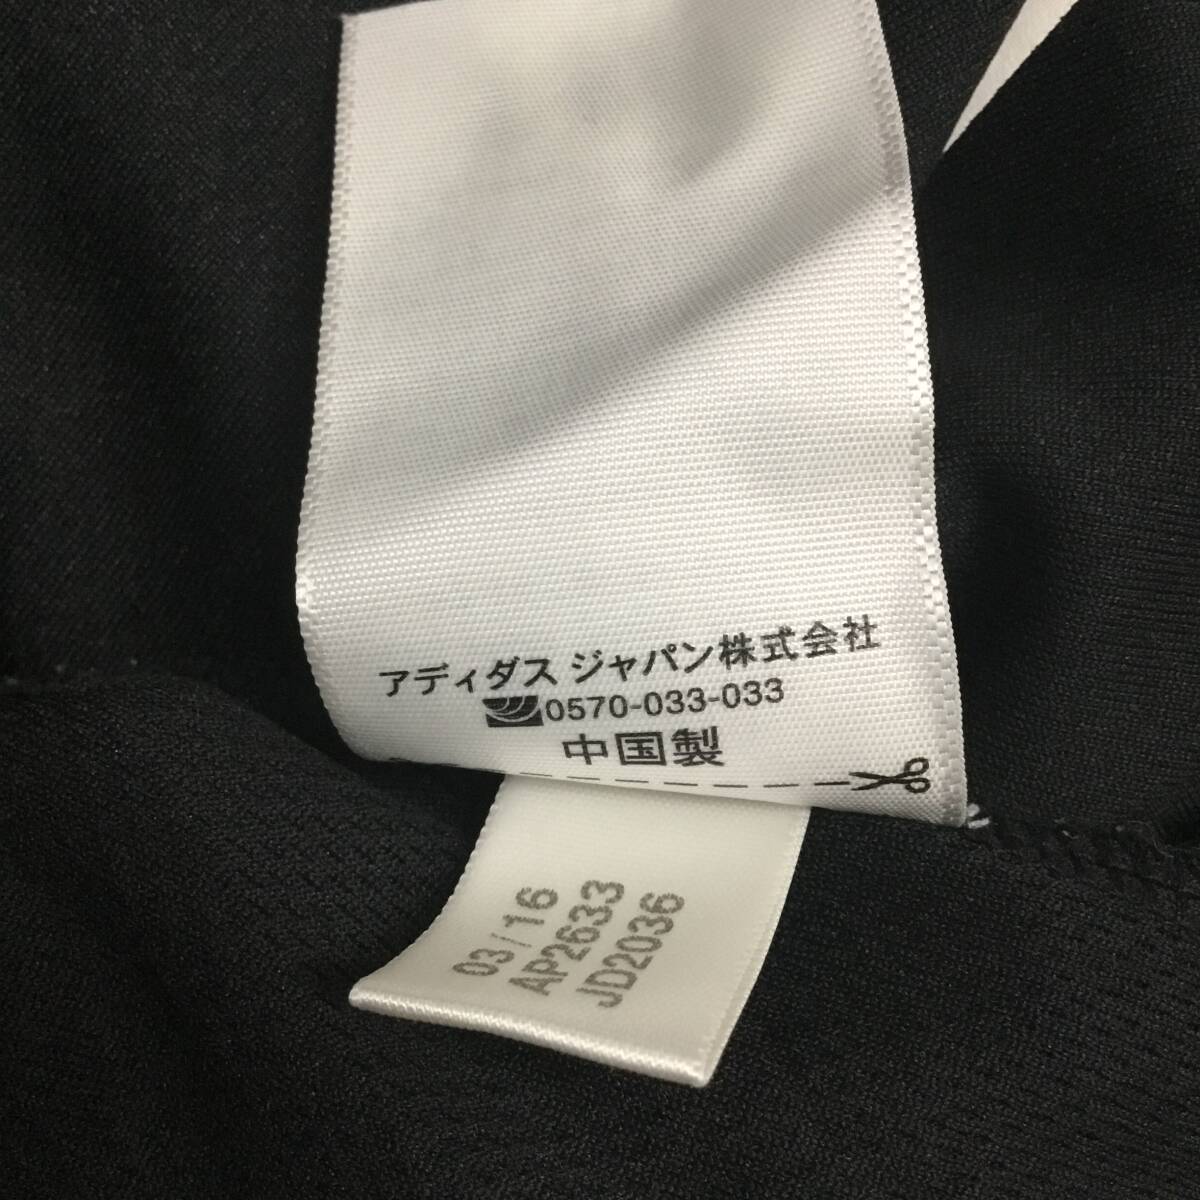 アディダス ジャパン株式会社
0570-033-033
中国製
03/16
AP2633
JD2036